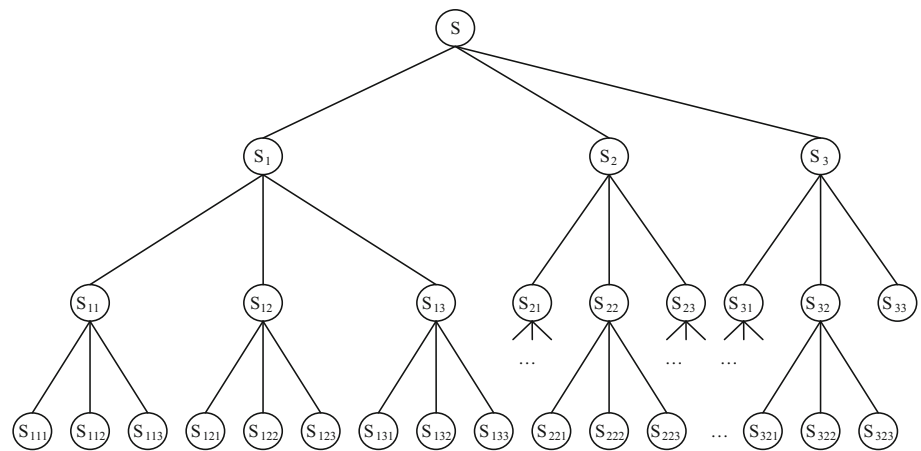 S
S₁ S₂ S₃
S₁₁ S₁₂ S₁₃ S₂₁ S₂₂ S₂₃ S₃₁ S₃₂ S₃₃
... ... ...
S₁₁₁ S₁₁₂ S₁₁₃ S₁₂₁ S₁₂₂ S₁₂₃ S₁₃₁ S₁₃₂ S₁₃₃ S₂₂₁ S₂₂₂ S₂₂₃ ... S₃₂₁ S₃₂₂ S₃₂₃